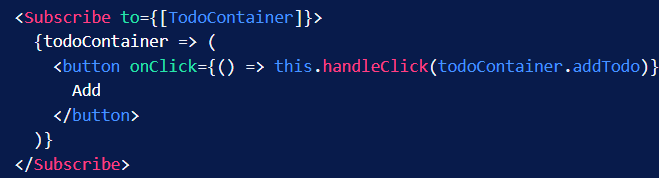 <Subscribe to={[TodoContainer]}>
  {todoContainer => (
    <button onClick={() => this.handleClick(todoContainer.addTodo)}
      Add
    </button>
  )}
</Subscribe>